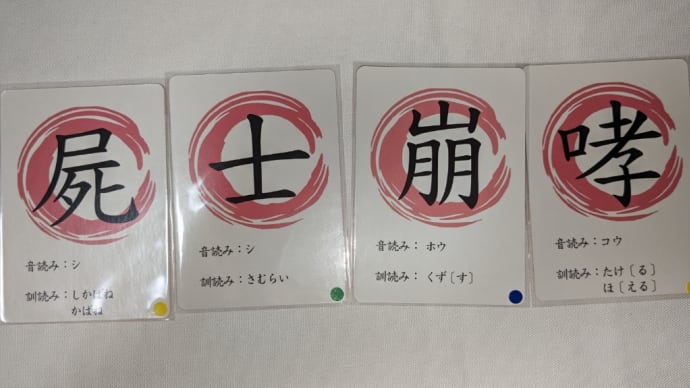 屍
音読み：シ
訓読み：しかばね
かばね
士
音読み：シ
訓読み：さむらい
崩
音読み：ホウ
訓読み：くず〔す〕
哮
音読み：コウ
訓読み：たけ〔る〕
ほ〔える〕